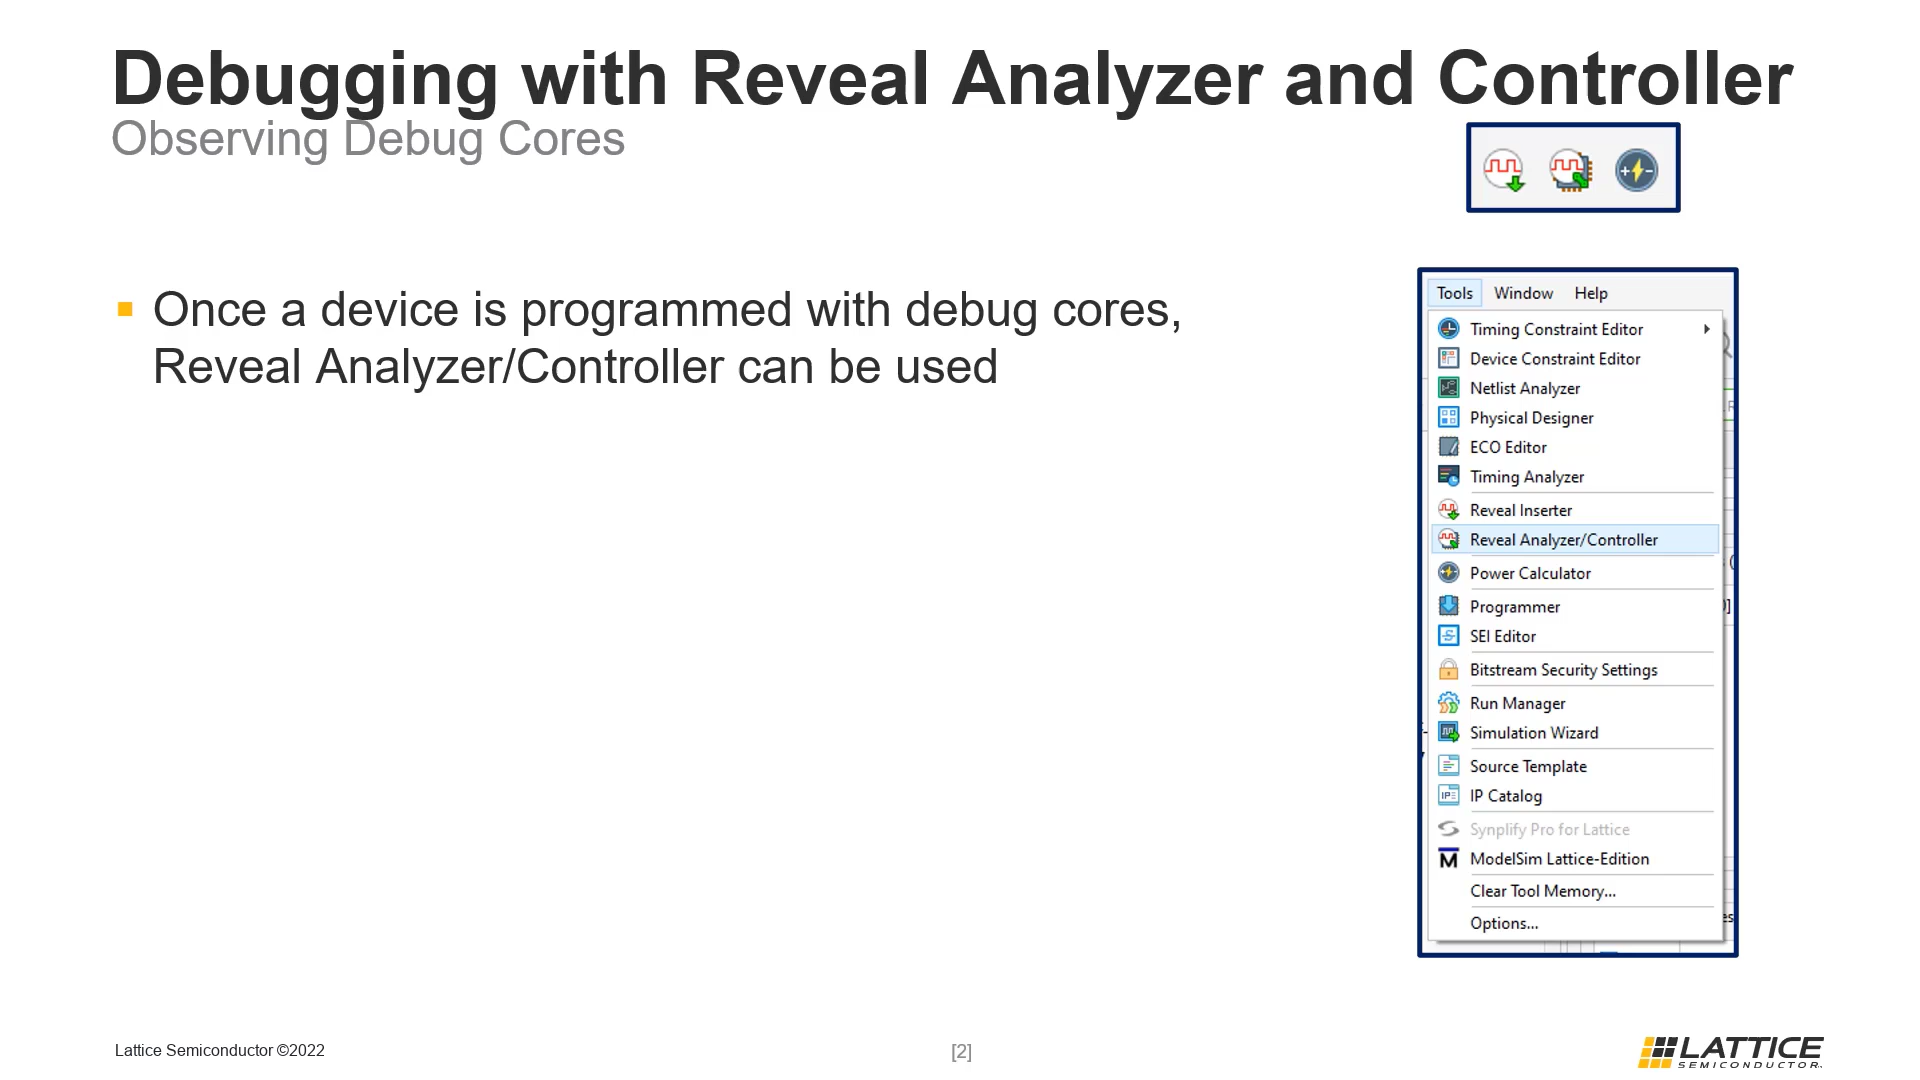 Debugging with Reveal Analyzer and Controller
Observing Debug Cores
Once a device is programmed with debug cores,
Reveal Analyzer/Controller can be used
Tools Window Help
Timing Constraint Editor
Device Constraint Editor
Netlist Analyzer
Physical Designer
ECO Editor
Timing Analyzer
Reveal Inserter
Reveal Analyzer/Controller
Power Calculator
Programmer
SEI Editor
Bitstream Security Settings
Run Manager
Simulation Wizard
Source Template
IP Catalog
Synplify Pro for Lattice
ModelSim Lattice-Edition
Clear Tool Memory...
Options...
Lattice Semiconductor ©2022
[2]
LATTICE
SEMICONDUCTOR